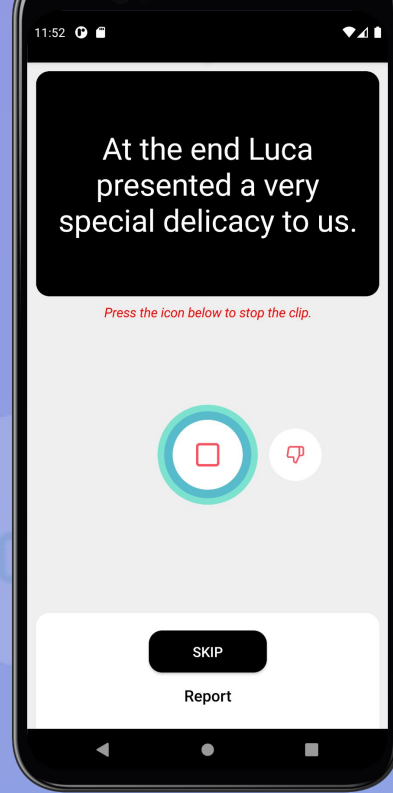 11:52
At the end Luca
presented a very
special delicacy to us.
Press the icon below to stop the clip.
SKIP
Report